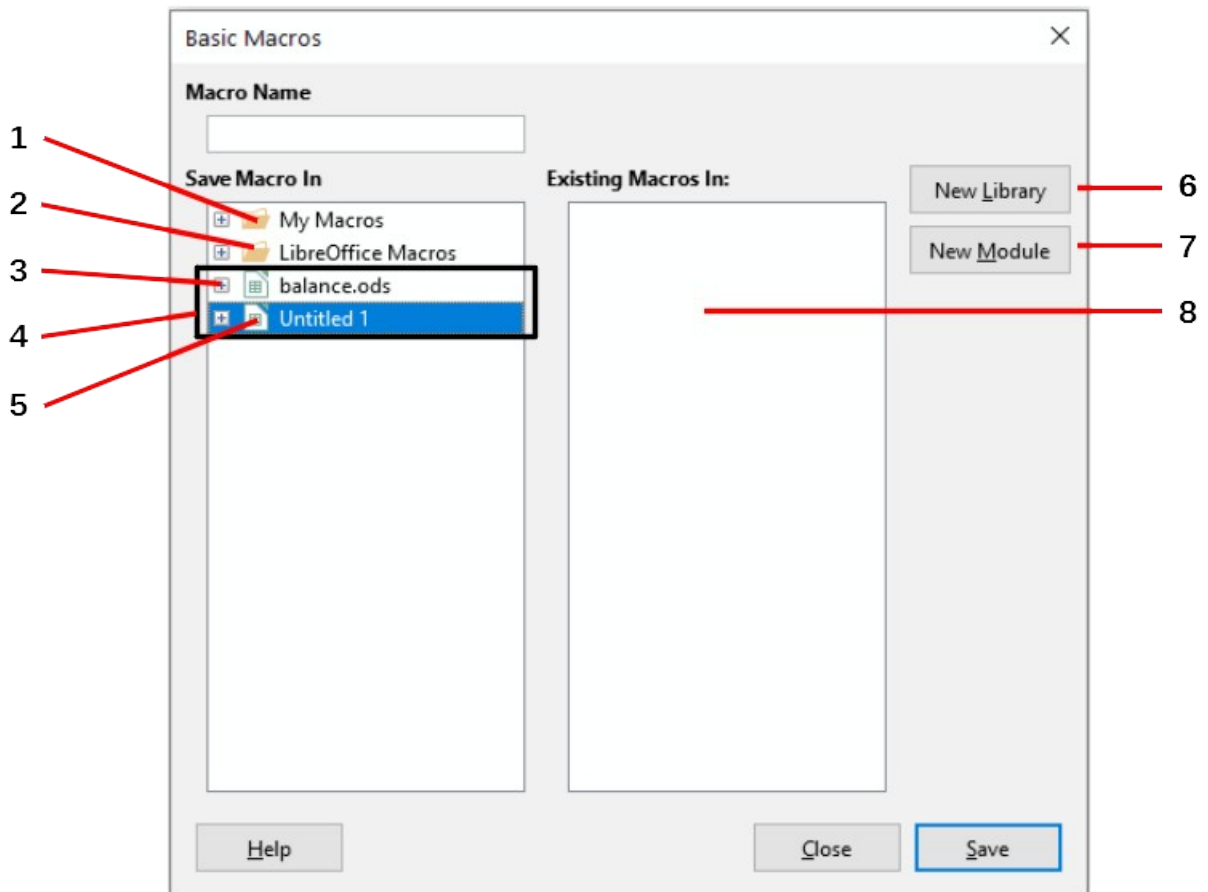 Basic Macros
Macro Name
1
Save Macro In Existing Macros In:
New Library 6
2
My Macros
LibreOffice Macros
New Module 7
3
balance.ods
4
Untitled 1
8
5
Help Close Save